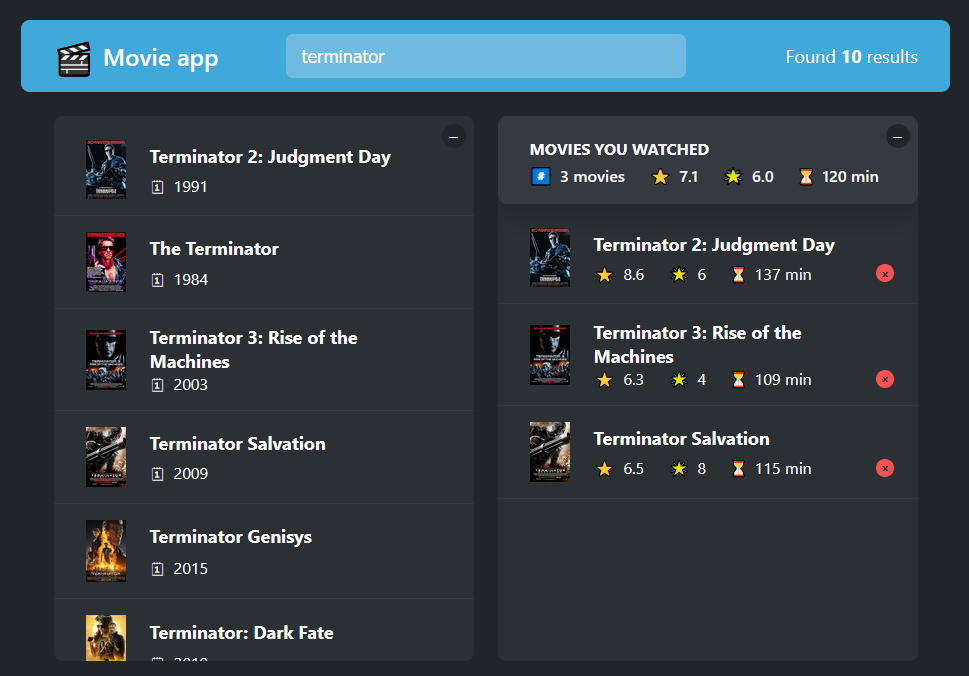 Movie app
terminator
Found 10 results
Terminator 2: Judgment Day
1991
The Terminator
1984
Terminator 3: Rise of the
Machines
2003
Terminator Salvation
2009
Terminator Genisys
2015
Terminator: Dark Fate
2019
MOVIES YOU WATCHED
# 3 movies 7.1 6.0 120 min
Terminator 2: Judgment Day
8.6 6 137 min x
Terminator 3: Rise of the
Machines
6.3 4 109 min x
Terminator Salvation
6.5 8 115 min x